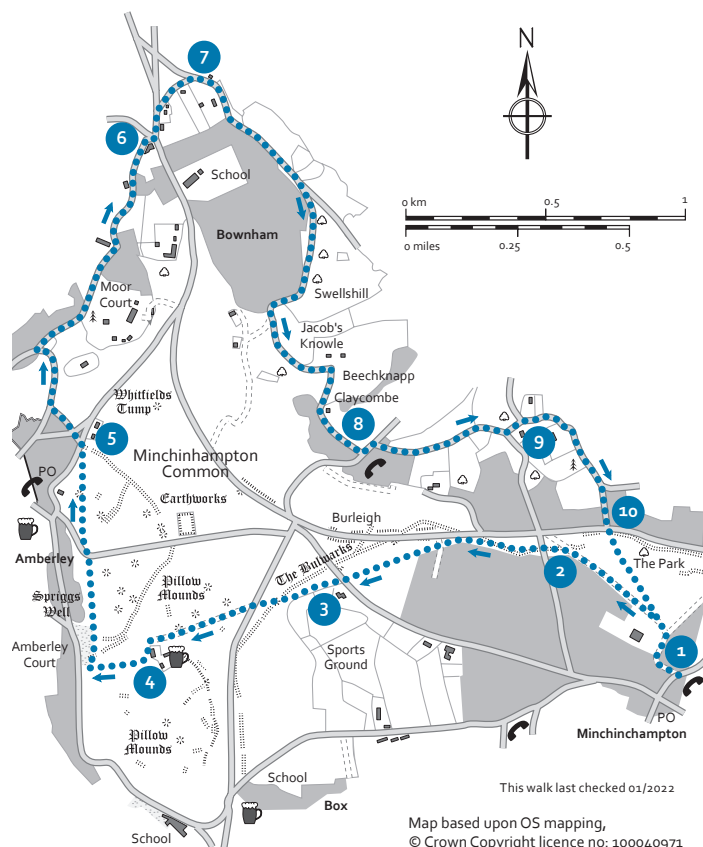 7
N
6
School
0 km
0.5
1
0 miles
0.25
0.5
Bownham
Moor
Court
Swellshill
Jacob's
Knowle
Beechknapp
Claycombe
Whitfields
Tump
8
9
5
Minchinhampton
Common
PO
Earthworks
10
Burleigh
Amberley
The Bulwarks
The Park
2
Pillow
Mounds
Spriggs
Well
3
1
Amberley
Court
Sports
Ground
4
PO
Minchinchampton
Pillow
Mounds
School
This walk last checked 01/2022
Box
School
Map based upon OS mapping,
© Crown Copyright licence no: 100040971